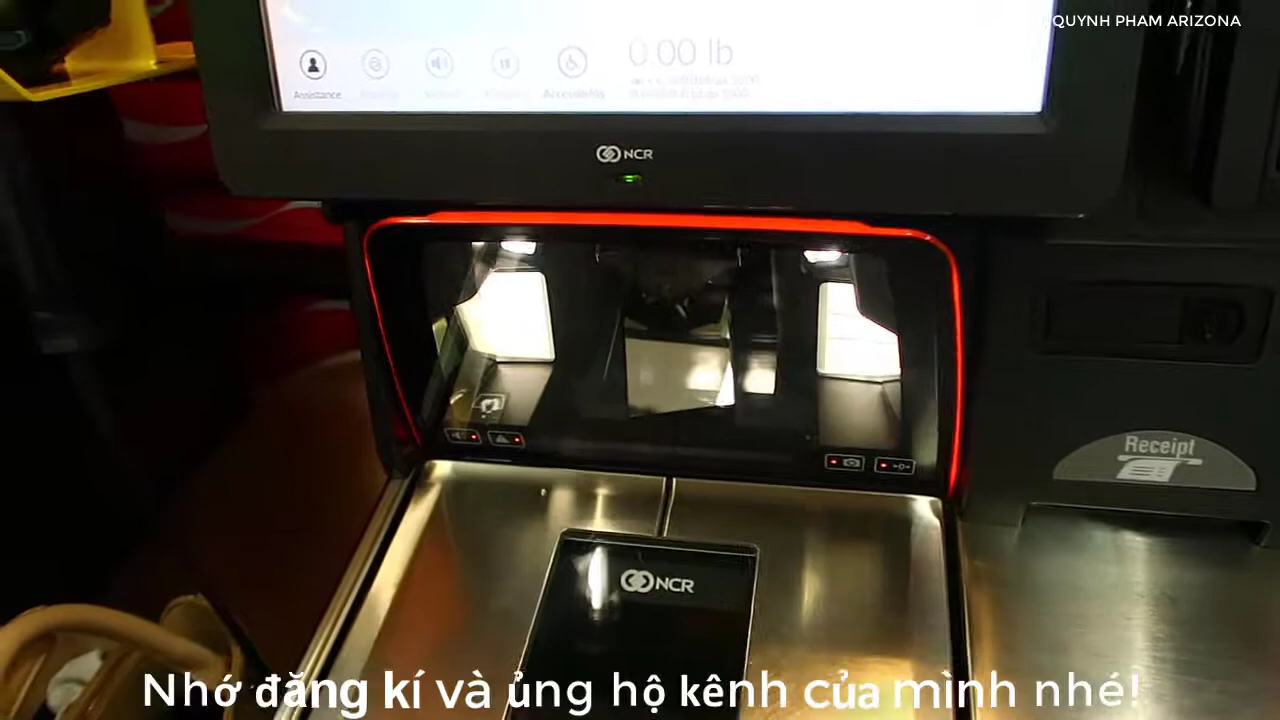 QUYNH PHAM ARIZONA
0.00 lb
Assistance
Accessibility
NCR
Receipt
NCR
Nhớ đăng kí và ủng hộ kênh của mình nhé!